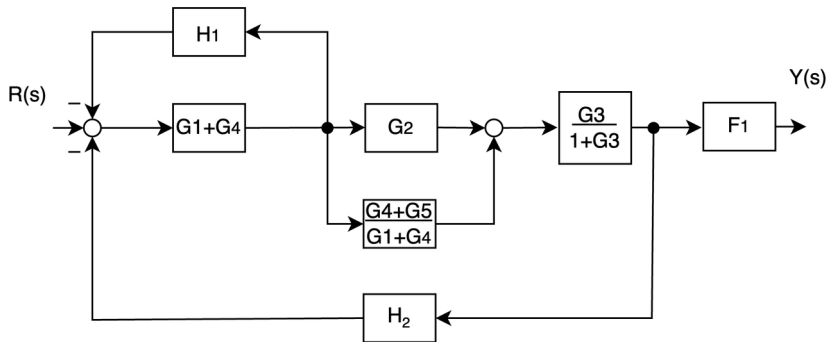 H1
R(s)
Y(s)
−
G1+G4
G2
G3
1+G3
F1
−
G4+G5
G1+G4
H2